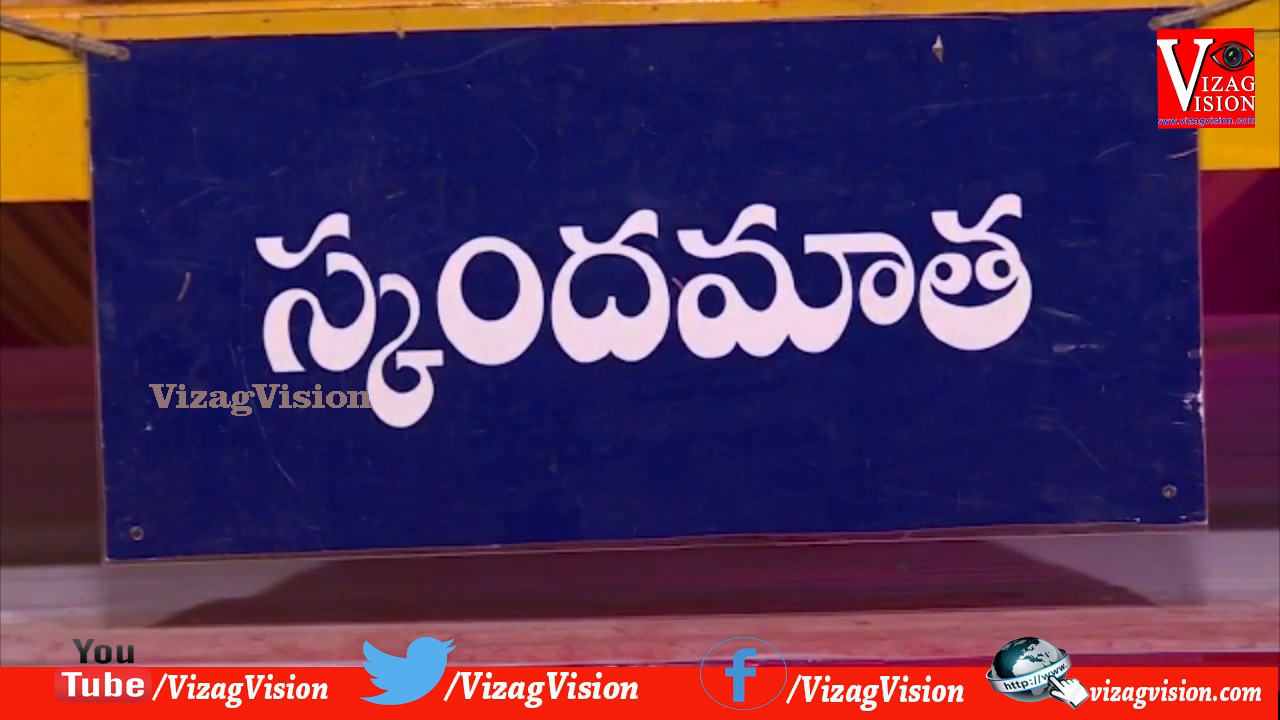 VIZAG
VISION
www.vizagvision.com
స్కందమాత
VizagVision
You
Tube /VizagVision
/VizagVision
f /VizagVision
http://www.
vizagvision.com